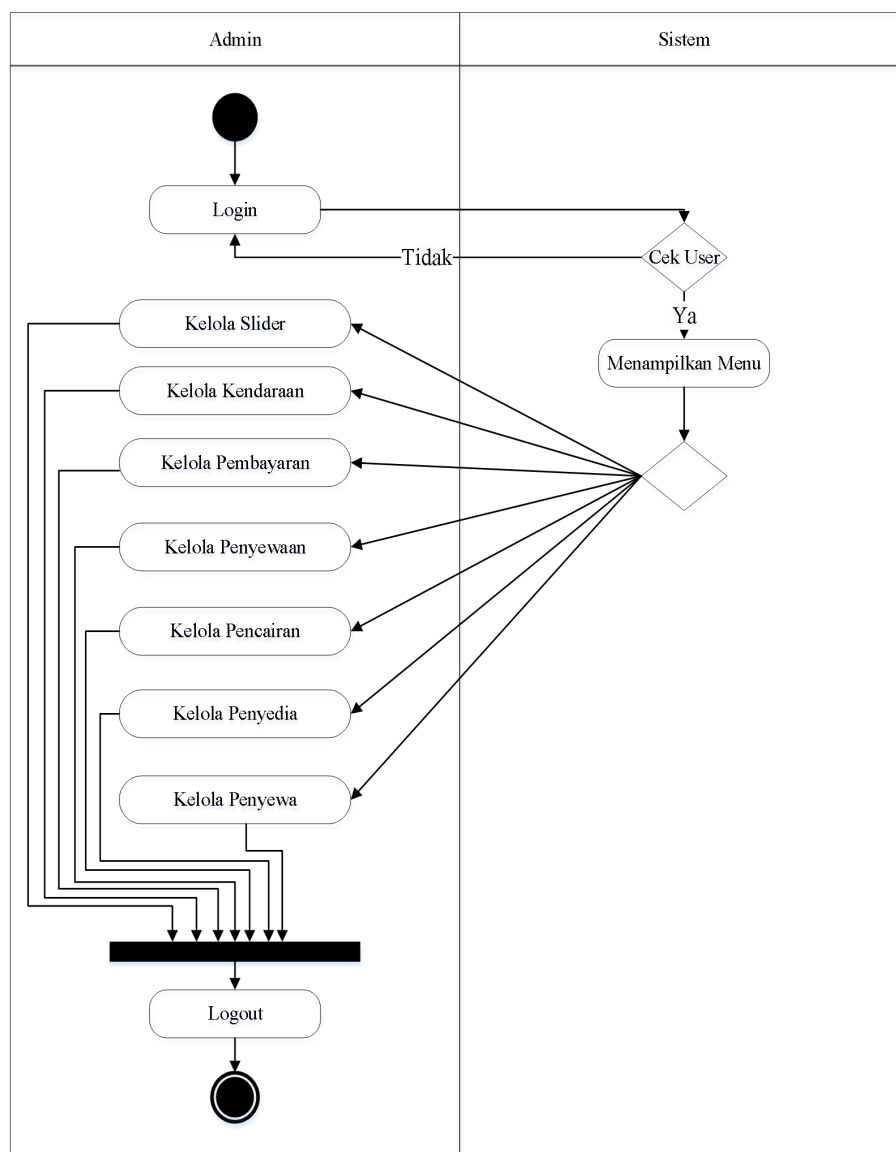 Admin
Sistem
Login
Tidak
Cek User
Ya
Menampilkan Menu
Kelola Slider
Kelola Kendaraan
Kelola Pembayaran
Kelola Penyewaan
Kelola Pencairan
Kelola Penyedia
Kelola Penyewa
Logout